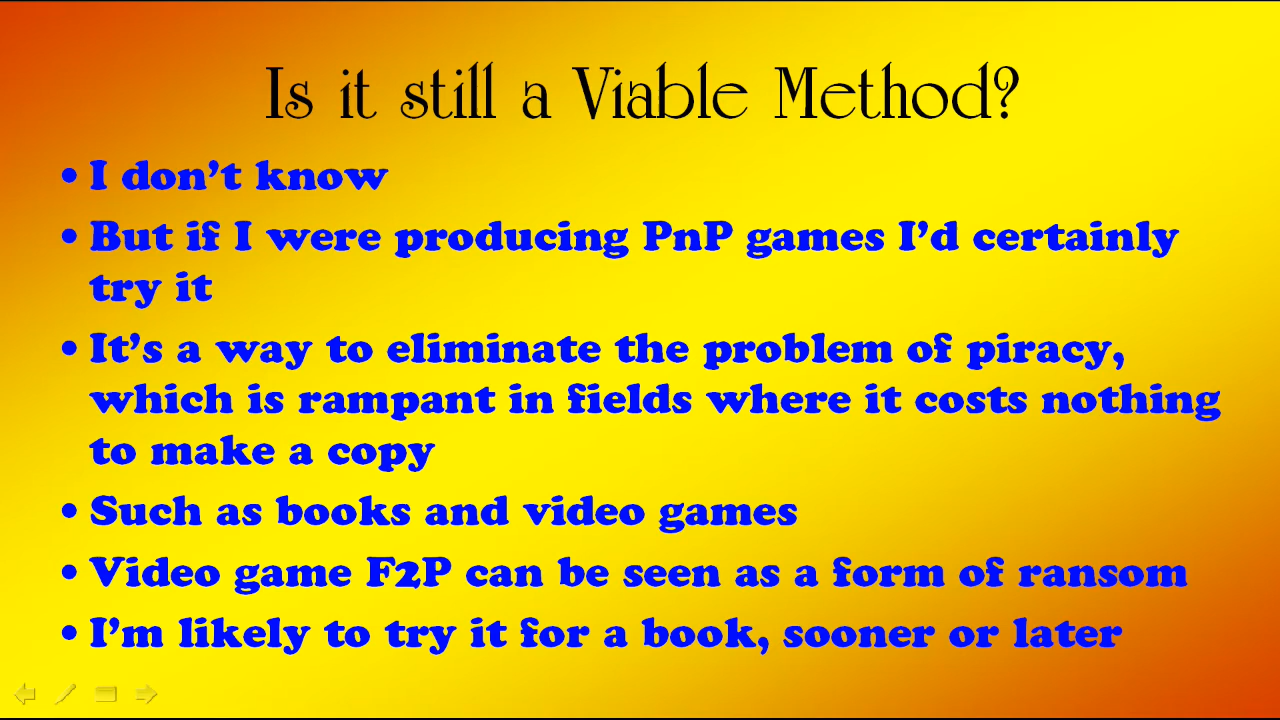 Is it still a Viable Method?
• I don't know
• But if I were producing PnP games I'd certainly
try it
• It's a way to eliminate the problem of piracy,
which is rampant in fields where it costs nothing
to make a copy
• Such as books and video games
• Video game F2P can be seen as a form of ransom
• I'm likely to try it for a book, sooner or later